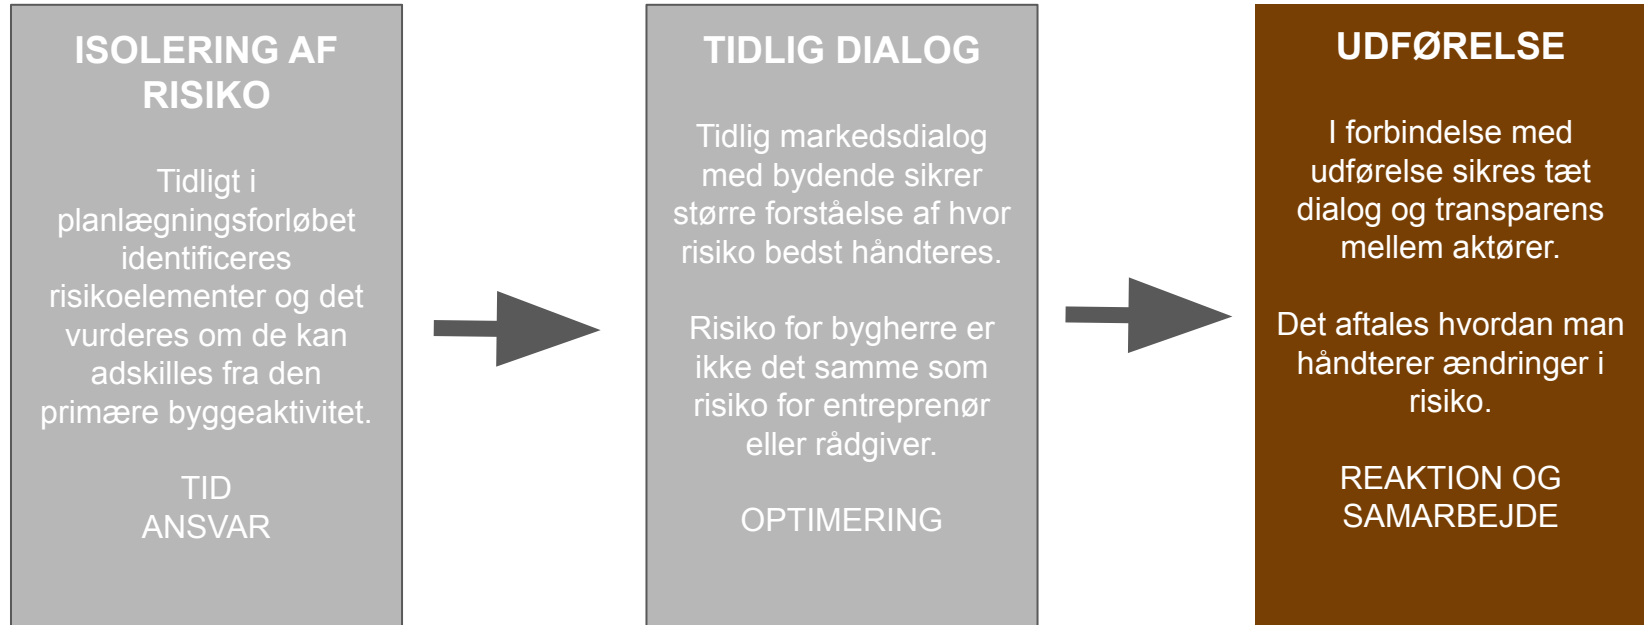 ISOLERING AF
RISIKO
Tidligt i
planlægningsforløbet
identificeres
risikoelementer og det
vurderes om de kan
adskilles fra den
primære byggeaktivitet.
TID
ANSVAR
TIDLIG DIALOG
Tidlig markedsdialog
med bydende sikrer
større forståelse af hvor
risiko bedst håndteres.
Risiko for bygherre er
ikke det samme som
risiko for entreprenør
eller rådgiver.
OPTIMERING
UDFØRELSE
I forbindelse med
udførelse sikres tæt
dialog og transparens
mellem aktører.
Det aftales hvordan man
håndterer ændringer i
risiko.
REAKTION OG
SAMARBEJDE